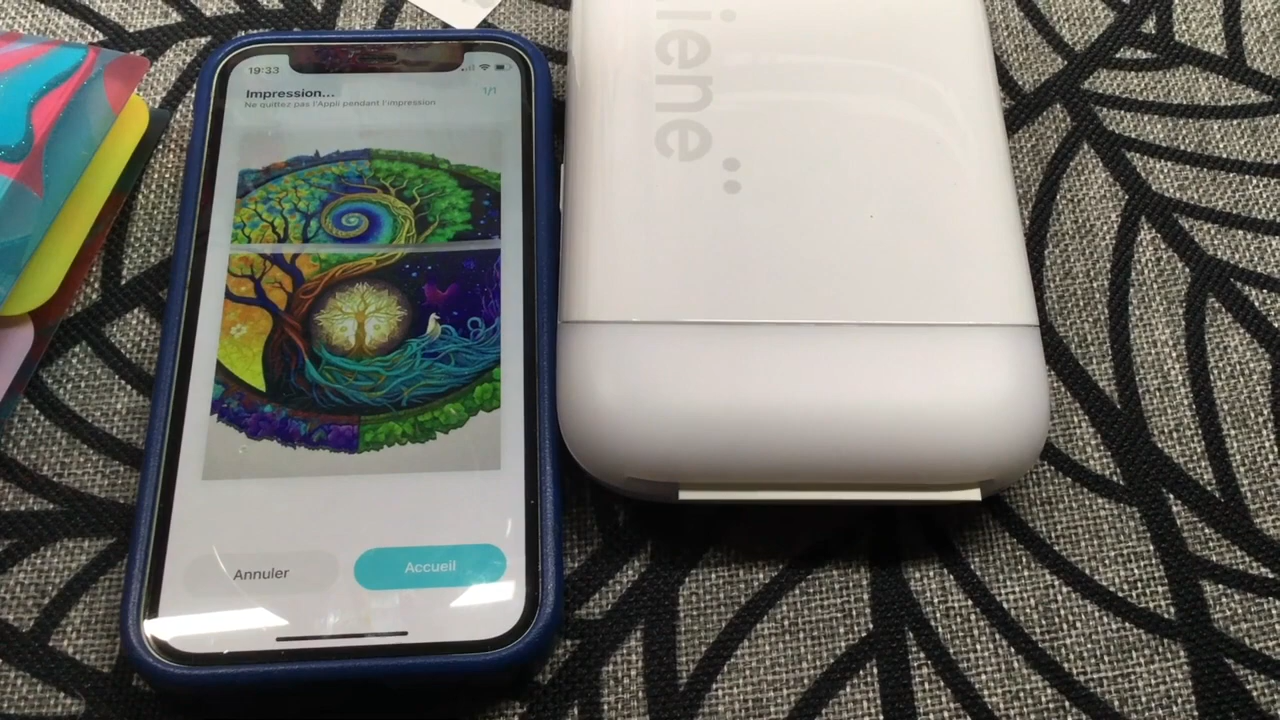 19:33
Impression...
1/1
Ne quittez pas l'Appli pendant l'impression
Annuler
Accueil
iene